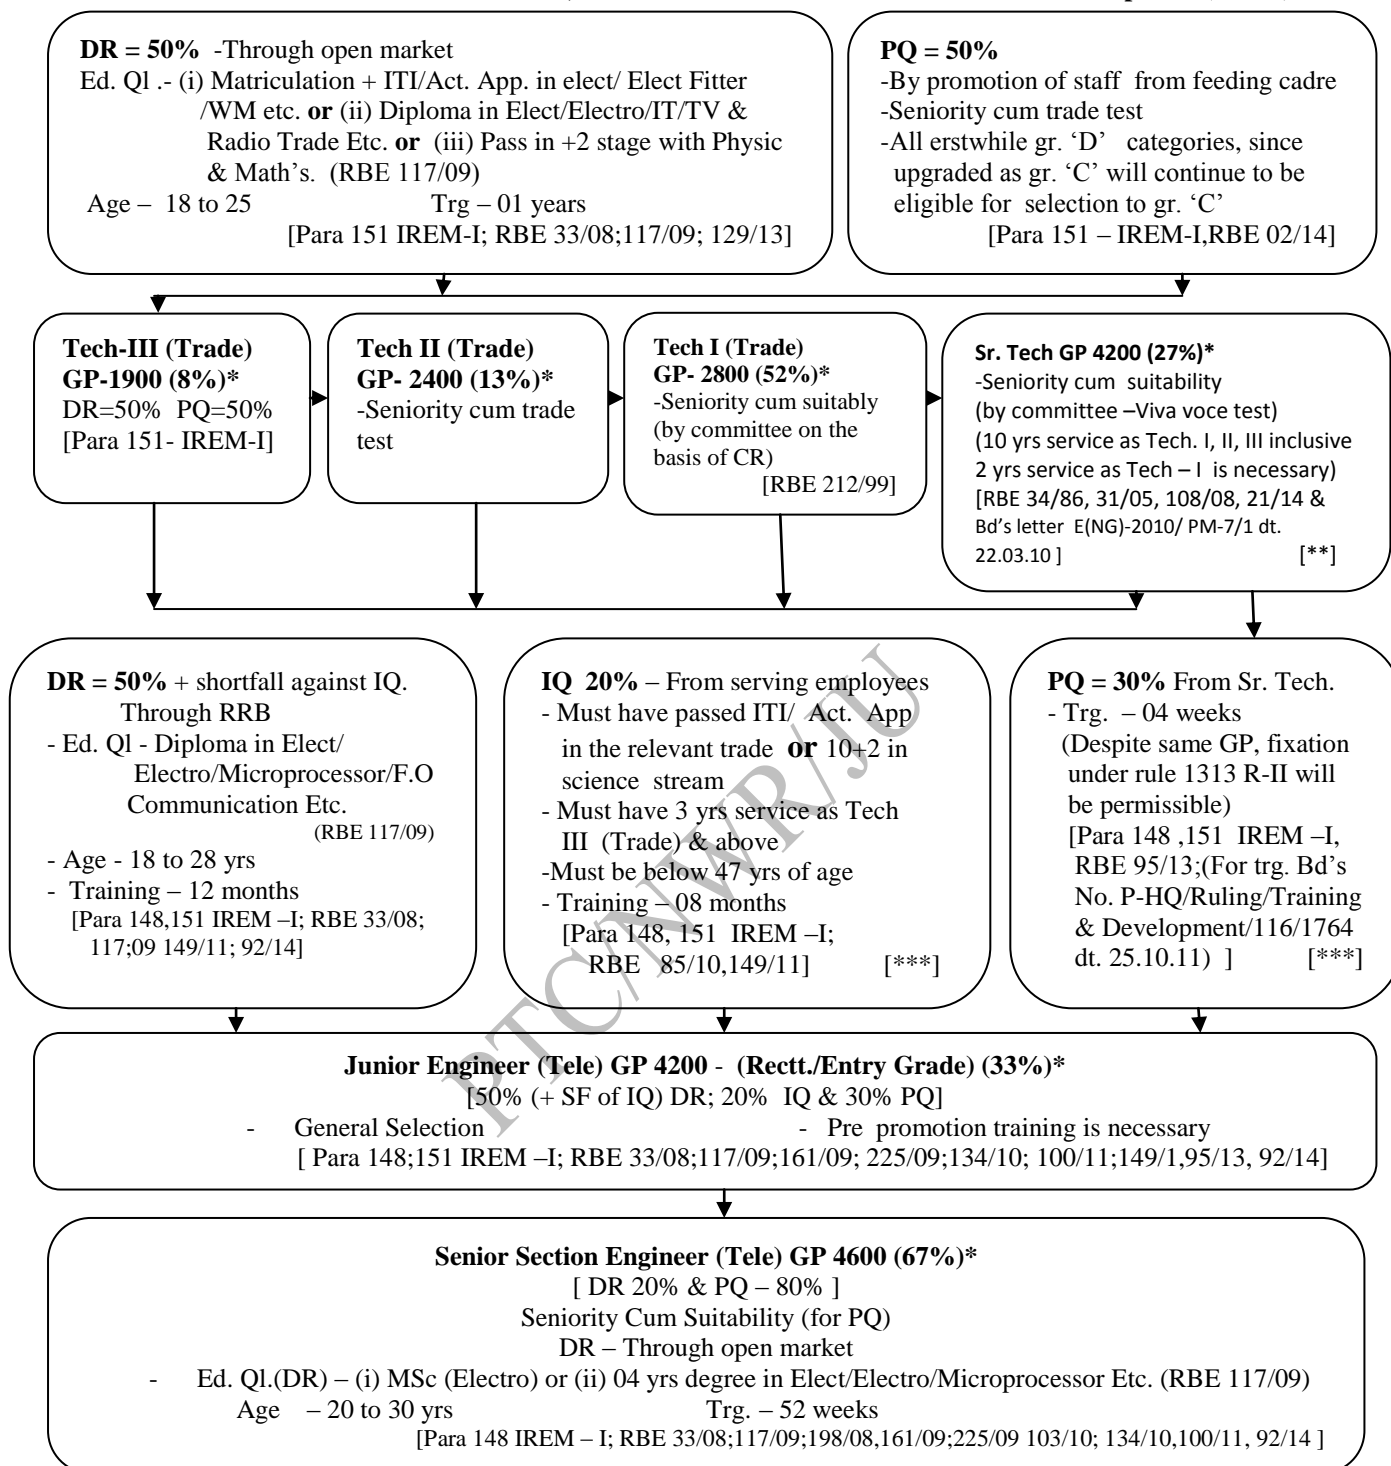 DR = 50%  -Through open market
Ed. Ql .- (i) Matriculation + ITI/Act. App. in elect/ Elect Fitter
/WM etc. or (ii) Diploma in Elect/Electro/IT/TV &
Radio Trade Etc. or  (iii) Pass in +2 stage with Physic
& Math's.  (RBE 117/09)
Age –  18 to 25    Trg – 01 years
[Para 151 IREM-I; RBE 33/08;117/09; 129/13]
PQ = 50%
-By promotion of staff  from feeding cadre
-Seniority cum trade test
-All erstwhile gr. ‘D’  categories, since
upgraded as gr. ‘C’ will continue to be
eligible for  selection to gr. ‘C’
[Para 151 – IREM-I,RBE 02/14]
Tech-III (Trade)
GP-1900 (8%)*
DR=50%  PQ=50%
[Para 151- IREM-I]
Tech II (Trade)
GP- 2400 (13%)*
-Seniority cum trade
test
Tech I (Trade)
GP- 2800 (52%)*
-Seniority cum suitably
(by committee on the
basis of CR)
[RBE 212/99]
Sr. Tech GP 4200 (27%)*
-Seniority cum  suitability
(by committee –Viva voce test)
(10 yrs service as Tech. I, II, III inclusive
2 yrs service as Tech – I  is necessary)
[RBE 34/86, 31/05, 108/08, 21/14 &
Bd's letter  E(NG)-2010/ PM-7/1 dt.
22.03.10 ]    [**]
DR = 50% + shortfall against IQ.
Through RRB
- Ed. Ql - Diploma in Elect/
Electro/Microprocessor/F.O
Communication Etc.
(RBE 117/09)
- Age - 18 to 28 yrs
- Training – 12 months
[Para 148,151 IREM –I; RBE 33/08;
117;09 149/11; 92/14]
IQ  20% – From serving employees
- Must have passed ITI/  Act. App
in the relevant trade  or  10+2 in
science  stream
- Must have 3 yrs service as Tech
III  (Trade) & above
-Must be below 47 yrs of age
- Training – 08 months
[Para 148, 151  IREM –I;
RBE   85/10,149/11]    [***]
PQ = 30% From Sr. Tech.
- Trg.  – 04 weeks
(Despite same GP, fixation
under rule 1313 R-II will
be permissible)
[Para 148 ,151  IREM –I,
RBE 95/13;(For trg. Bd's
No. P-HQ/Ruling/Training
& Development/116/1764
dt. 25.10.11)  ]    [***]
PTC/NWR/JU
Junior Engineer (Tele) GP 4200 -  (Rectt./Entry Grade) (33%)*
[50% (+ SF of IQ) DR; 20%  IQ & 30% PQ]
-    General Selection    -  Pre  promotion training is necessary
[ Para 148;151 IREM –I; RBE 33/08;117/09;161/09; 225/09;134/10; 100/11;149/1,95/13, 92/14]
Senior Section Engineer (Tele) GP 4600 (67%)*
[ DR 20% & PQ – 80% ]
Seniority Cum Suitability (for PQ)
DR – Through open market
-    Ed. Ql.(DR) – (i) MSc (Electro) or (ii) 04 yrs degree in Elect/Electro/Microprocessor Etc. (RBE 117/09)
Age    – 20 to 30 yrs    Trg. – 52 weeks
[Para 148 IREM – I; RBE 33/08;117/09;198/08,161/09;225/09 103/10; 134/10,100/11, 92/14 ]